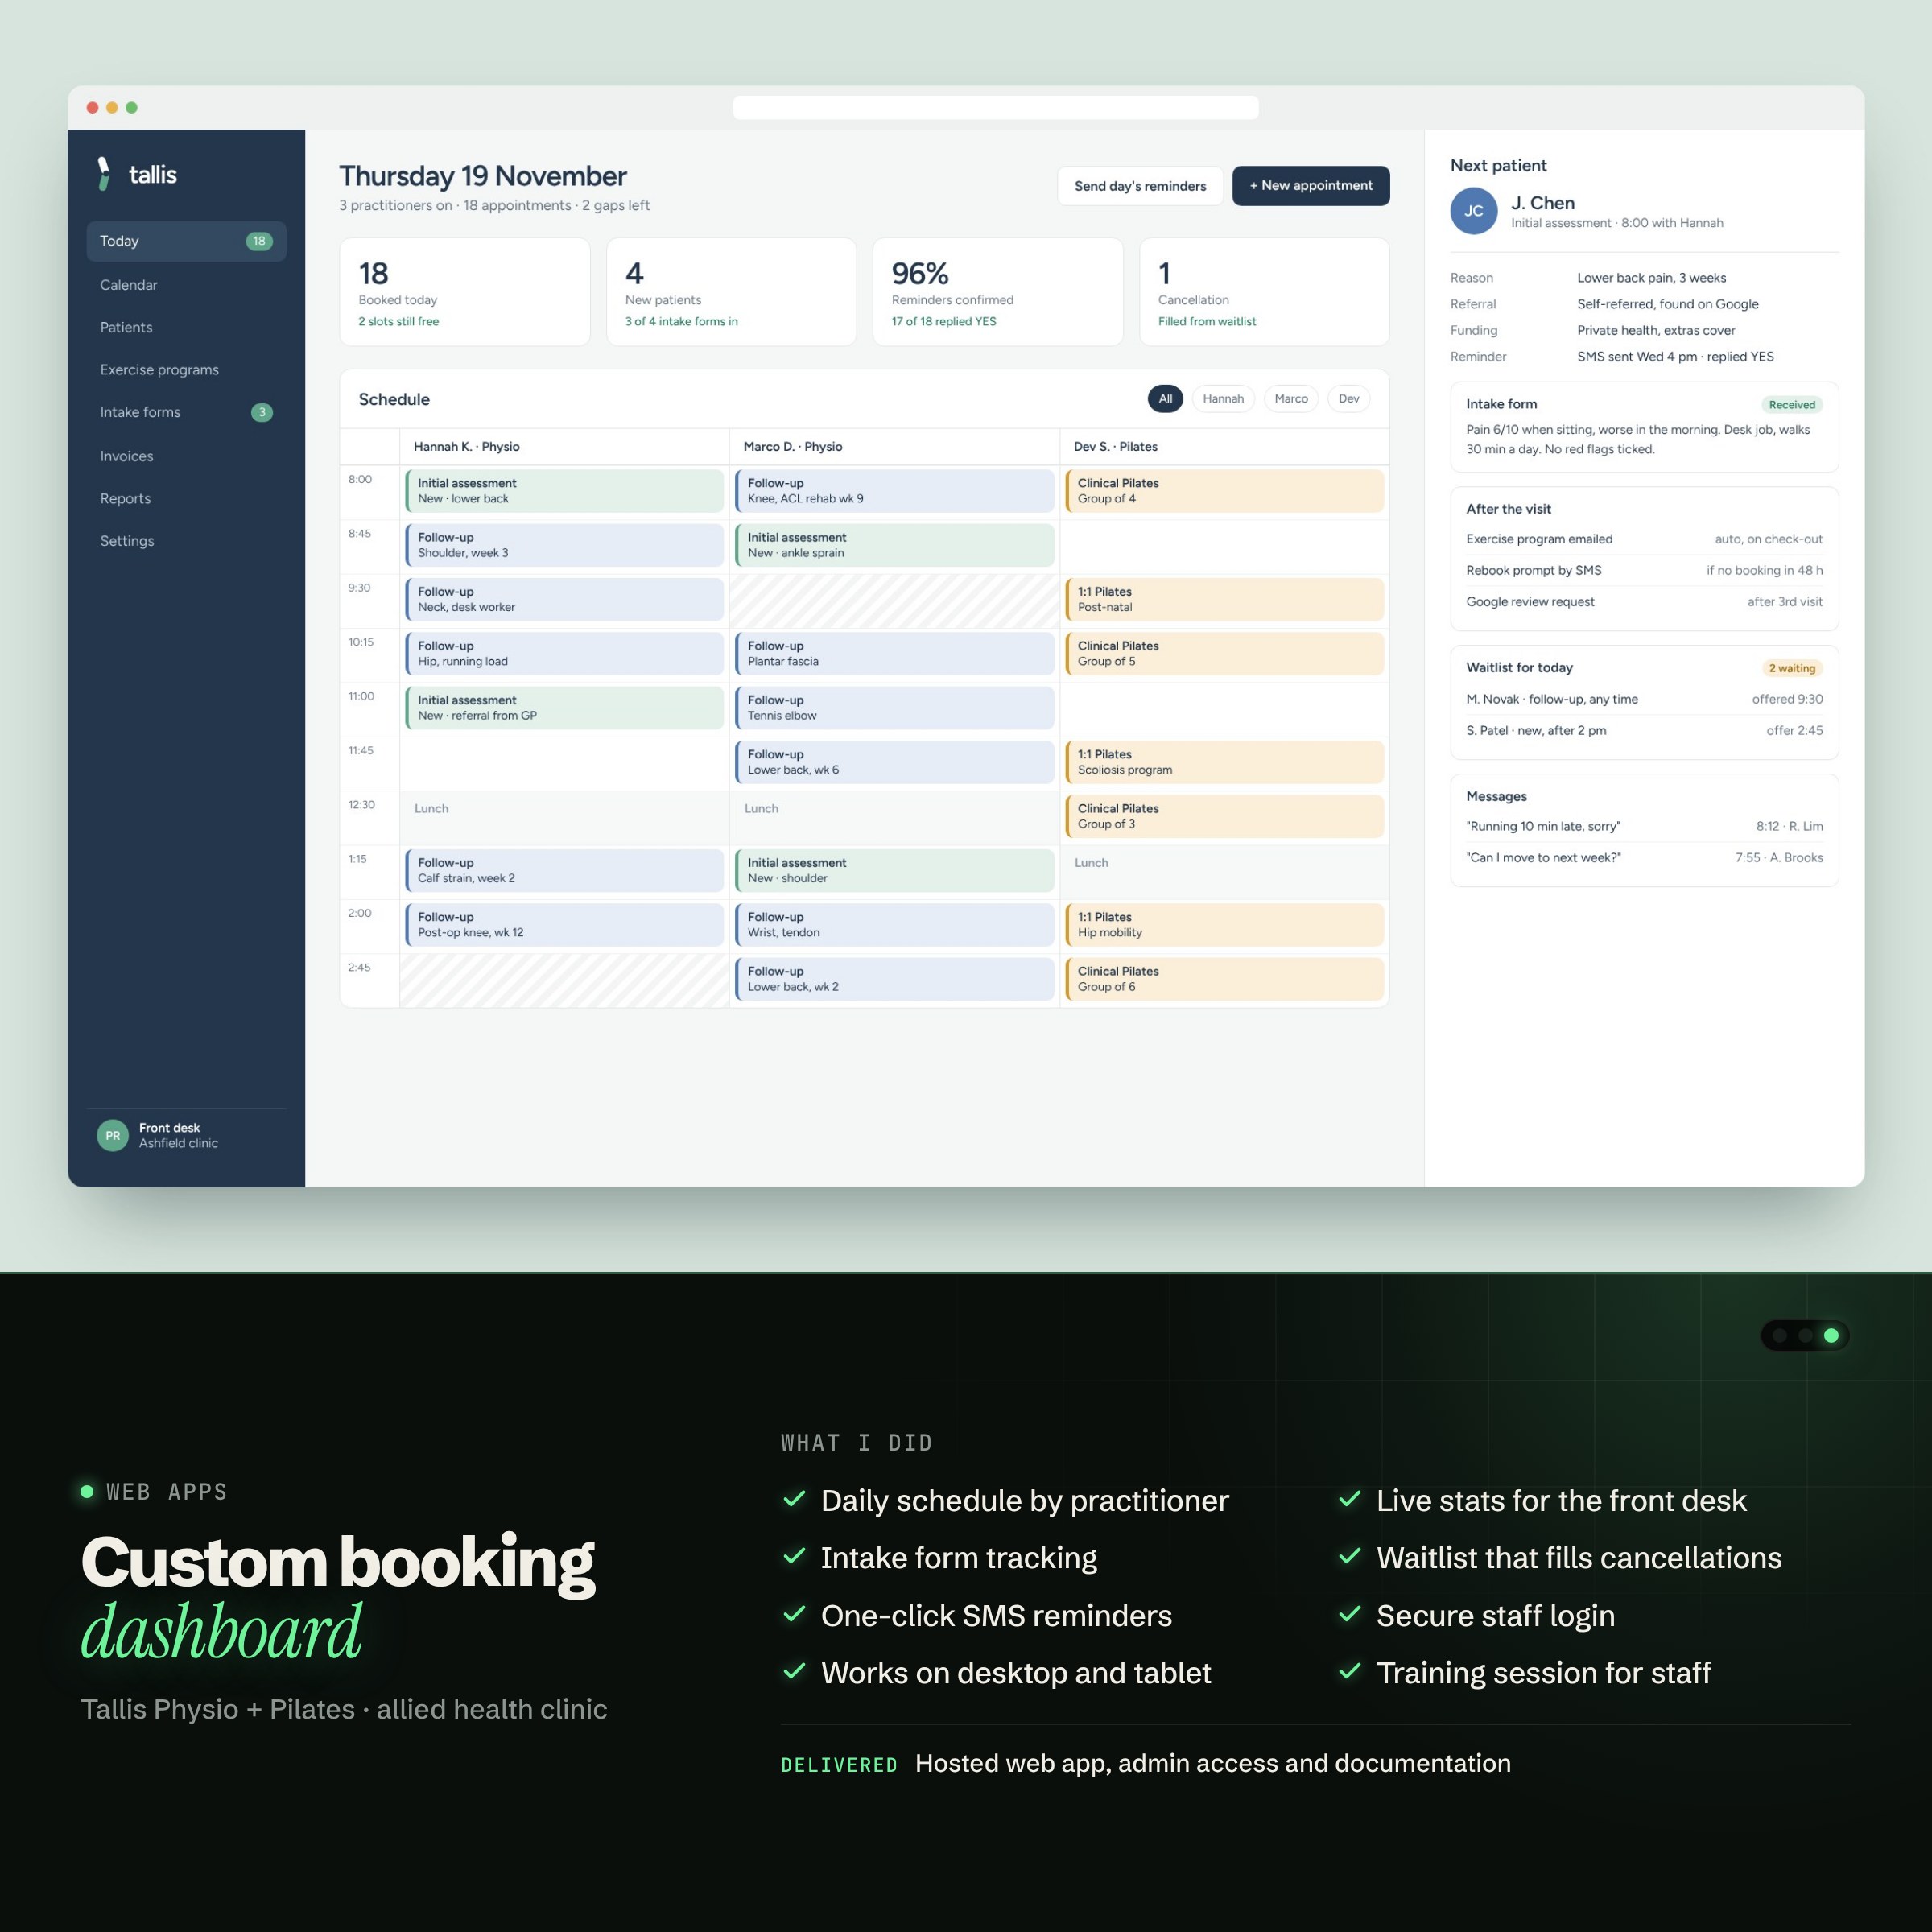 tallis
Today 18
Calendar
Patients
Exercise programs
Intake forms 3
Invoices
Reports
Settings
PR
Front desk
Ashfield clinic
Thursday 19 November
3 practitioners on · 18 appointments · 2 gaps left
Send day's reminders
+ New appointment
18
Booked today
2 slots still free
4
New patients
3 of 4 intake forms in
96%
Reminders confirmed
17 of 18 replied YES
1
Cancellation
Filled from waitlist
Schedule
All Hannah Marco Dev
Hannah K. · Physio Marco D. · Physio Dev S. · Pilates
8:00
Initial assessment
New · lower back
Follow-up
Knee, ACL rehab wk 9
Clinical Pilates
Group of 4
8:45
Follow-up
Shoulder, week 3
Initial assessment
New · ankle sprain
9:30
Follow-up
Neck, desk worker
1:1 Pilates
Post-natal
10:15
Follow-up
Hip, running load
Follow-up
Plantar fascia
Clinical Pilates
Group of 5
11:00
Initial assessment
New · referral from GP
Follow-up
Tennis elbow
11:45
Follow-up
Lower back, wk 6
1:1 Pilates
Scoliosis program
12:30
Lunch
Lunch
Clinical Pilates
Group of 3
1:15
Follow-up
Calf strain, week 2
Initial assessment
New · shoulder
Lunch
2:00
Follow-up
Post-op knee, wk 12
Follow-up
Wrist, tendon
1:1 Pilates
Hip mobility
2:45
Follow-up
Lower back, wk 2
Clinical Pilates
Group of 6
Next patient
JC
J. Chen
Initial assessment · 8:00 with Hannah
Reason Lower back pain, 3 weeks
Referral Self-referred, found on Google
Funding Private health, extras cover
Reminder SMS sent Wed 4 pm · replied YES
Intake form Received
Pain 6/10 when sitting, worse in the morning. Desk job, walks
30 min a day. No red flags ticked.
After the visit
Exercise program emailed auto, on check-out
Rebook prompt by SMS if no booking in 48 h
Google review request after 3rd visit
Waitlist for today 2 waiting
M. Novak · follow-up, any time offered 9:30
S. Patel · new, after 2 pm offer 2:45
Messages
"Running 10 min late, sorry" 8:12 · R. Lim
"Can I move to next week?" 7:55 · A. Brooks
WEB APPS
Custom booking
dashboard
Tallis Physio + Pilates · allied health clinic
WHAT I DID
Daily schedule by practitioner
Live stats for the front desk
Intake form tracking
Waitlist that fills cancellations
One-click SMS reminders
Secure staff login
Works on desktop and tablet
Training session for staff
DELIVERED Hosted web app, admin access and documentation